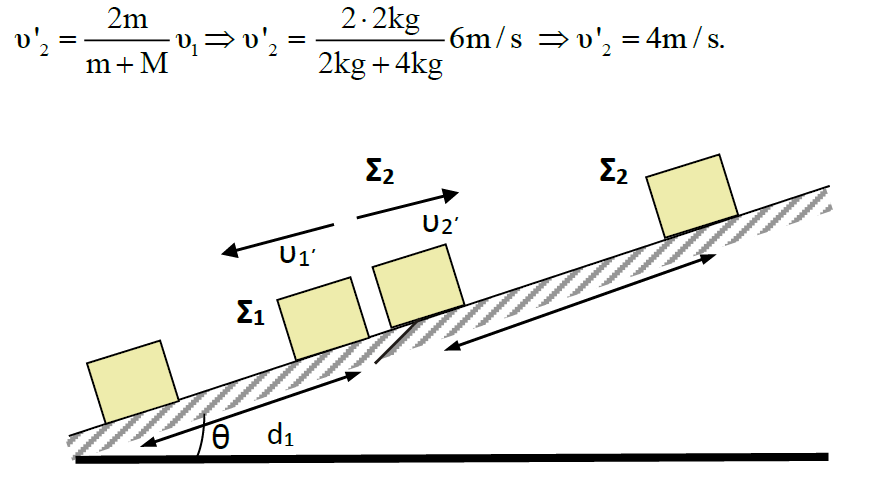 υ'₂ = 2m / (m + M) υ₁ ⇒ υ'₂ = 2·2kg / (2kg + 4kg) 6m / s ⇒ υ'₂ = 4m / s.
Σ₂ Σ₂
υ₂′
υ₁′
Σ₁
θ d₁